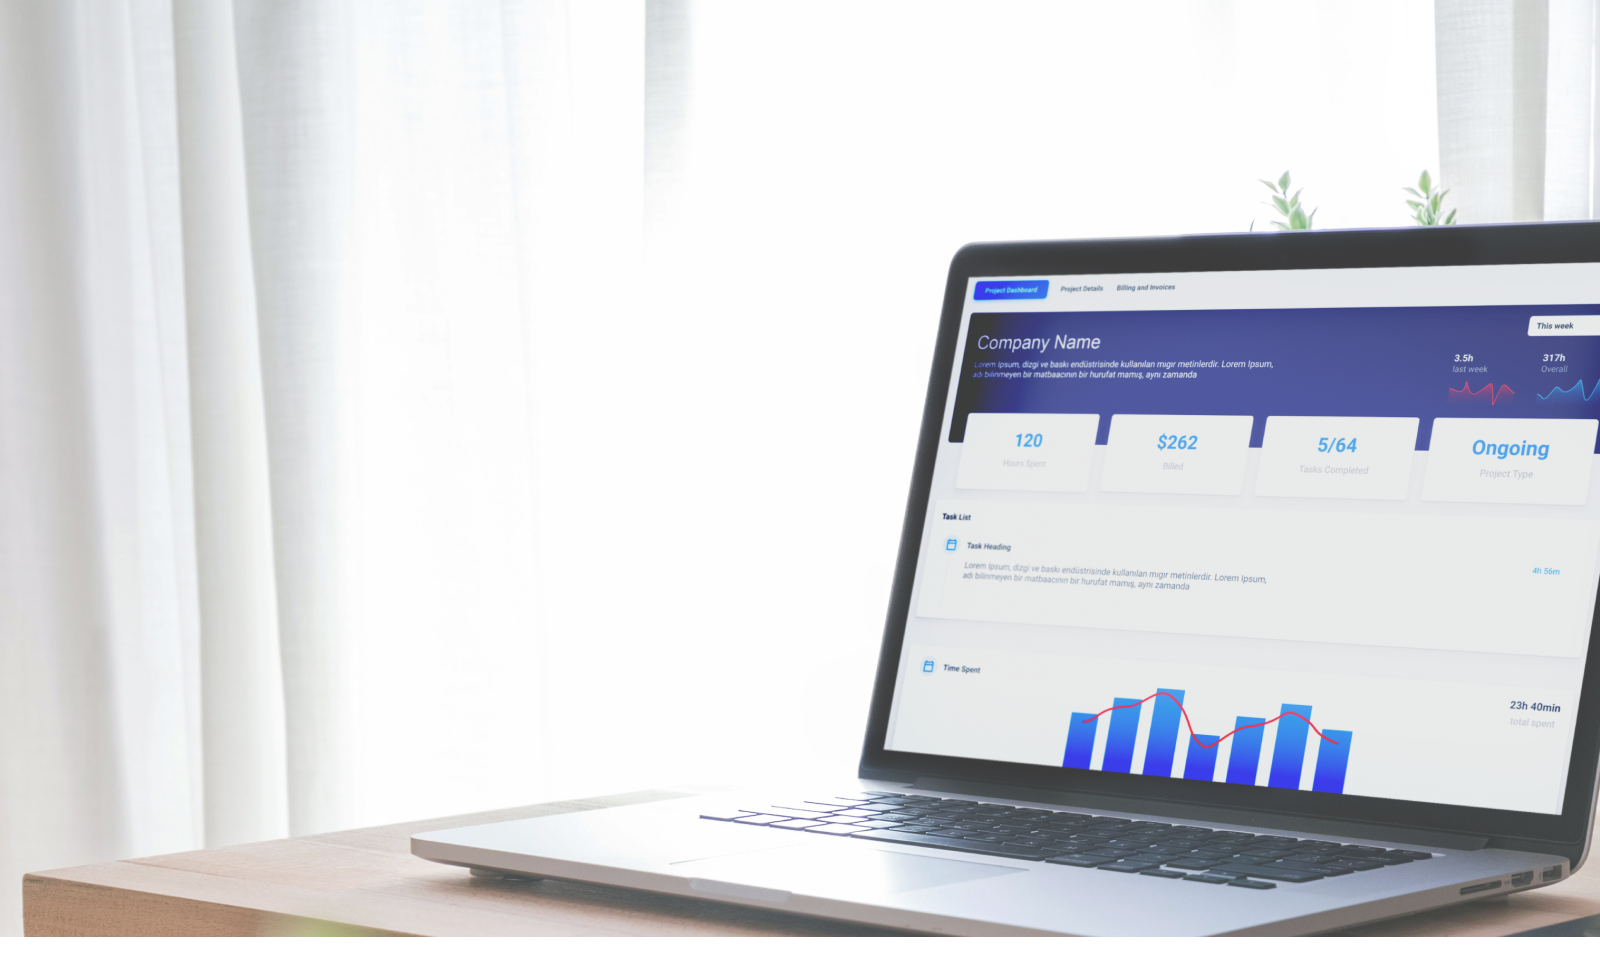 Project Dashboard
Project Details
Billing and Invoices
This week
Company Name
Lorem Ipsum, dizgi ve baskı endüstrisinde kullanılan mıgır metinlerdir. Lorem Ipsum,
adı bilinmeyen bir matbaacının bir hurufat mamış, aynı zamanda
3.5h
last week
317h
Overall
120
Hours Spent
$262
Billed
5/64
Tasks Completed
Ongoing
Project Type
Task List
Task Heading
Lorem Ipsum, dizgi ve baskı endüstrisinde kullanılan mıgır metinlerdir. Lorem Ipsum,
adı bilinmeyen bir matbaacının bir hurufat mamış, aynı zamanda
4h 56m
Time Spent
23h 40min
total spent